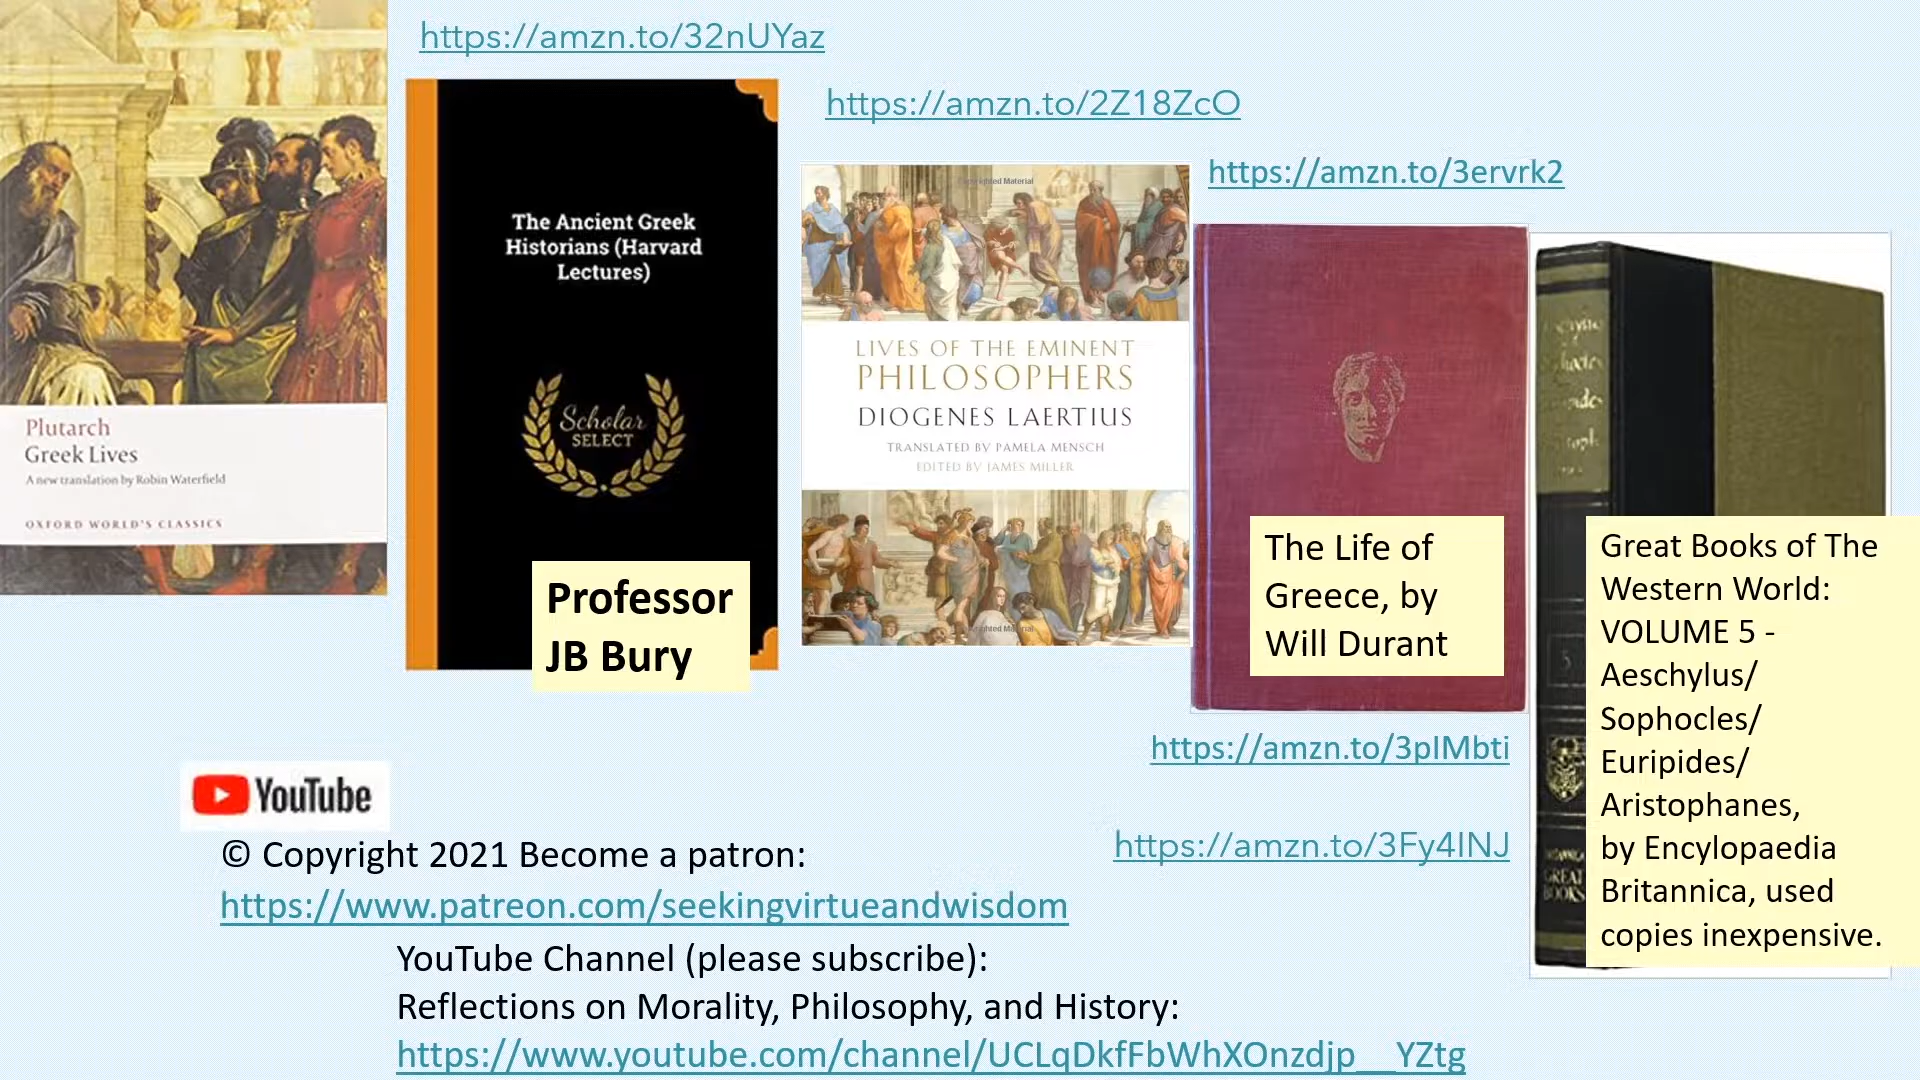 https://amzn.to/32nUYaz
https://amzn.to/2Z18ZcO
https://amzn.to/3ervrk2
Plutarch
Greek Lives
A new translation by Robin Waterfield
OXFORD WORLD'S CLASSICS
The Ancient Greek
Historians (Harvard
Lectures)
Scholar
SELECT
Professor
JB Bury
LIVES OF THE EMINENT
PHILOSOPHERS
DIOGENES LAERTIUS
TRANSLATED BY PAMELA MENSCH
EDITED BY JAMES MILLER
The Life of
Greece, by
Will Durant
5
GREAT
BOOKS
Great Books of The
Western World:
VOLUME 5 -
Aeschylus/
Sophocles/
Euripides/
Aristophanes,
by Encylopaedia
Britannica, used
copies inexpensive.
https://amzn.to/3pIMbti
https://amzn.to/3Fy4INJ
YouTube
© Copyright 2021 Become a patron:
https://www.patreon.com/seekingvirtueandwisdom
YouTube Channel (please subscribe):
Reflections on Morality, Philosophy, and History:
https://www.youtube.com/channel/UCLqDkfFbWhXOnzdjp__YZtg